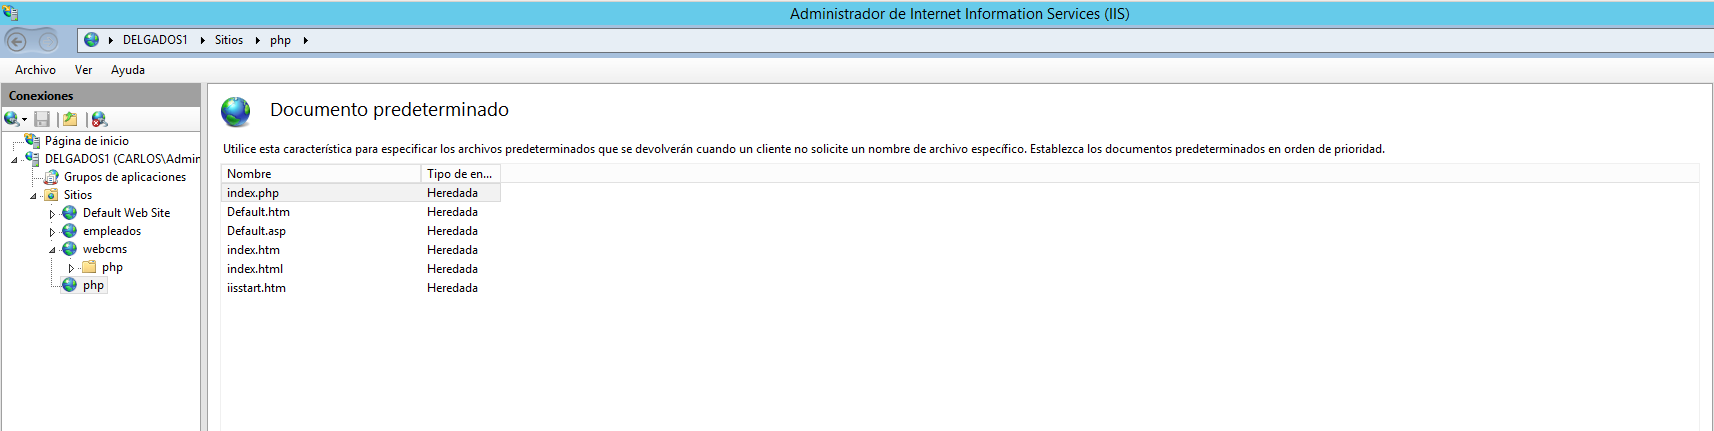 Administrador de Internet Information Services (IIS)
DELGADOS1 Sitios php
Archivo Ver Ayuda
Conexiones
Página de inicio
DELGADOS1 (CARLOS\Admir
Grupos de aplicaciones
Sitios
Default Web Site
empleados
webcms
php
php
Documento predeterminado
Utilice esta característica para especificar los archivos predeterminados que se devolverán cuando un cliente no solicite un nombre de archivo específico. Establezca los documentos predeterminados en orden de prioridad.
Nombre Tipo de en...
index.php Heredada
Default.htm Heredada
Default.asp Heredada
index.htm Heredada
index.html Heredada
iisstart.htm Heredada